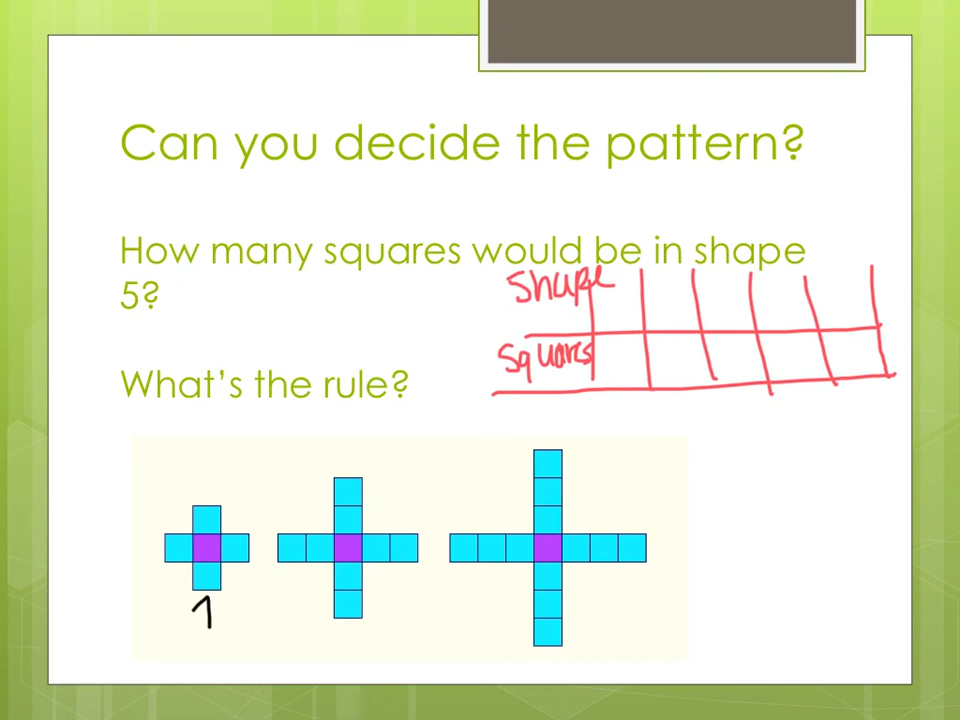 Can you decide the pattern?
How many squares would be in shape
5?
Shape
Squares
What's the rule?
1